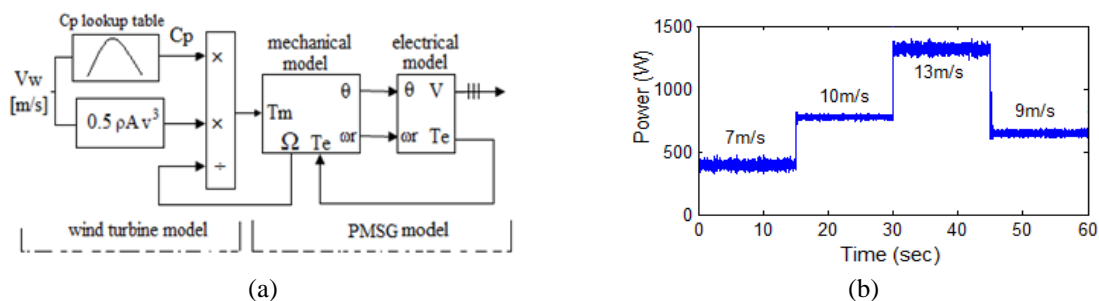 Cp lookup table
Cp
×
Vw
[m/s]
0.5 ρA v³
×
÷
mechanical
model
Tm
θ
Ω Te ωr
electrical
model
θ V
ωr Te
wind turbine model
PMSG model
(a)
1500
1000
500
0
Power (W)
7m/s
10m/s
13m/s
9m/s
0 10 20 30 40 50 60
Time (sec)
(b)